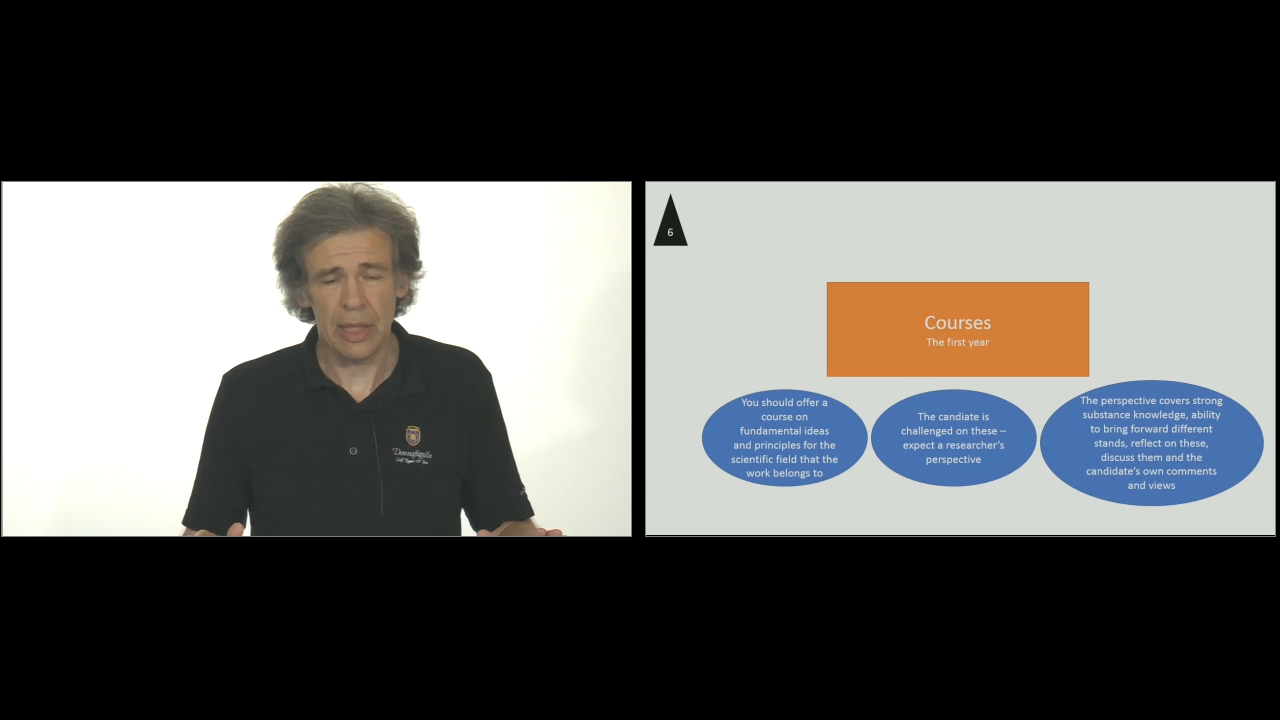 6
Courses
The first year
You should offer a
course on
fundamental ideas
and principles for the
scientific field that the
work belongs to
The candiate is
challenged on these –
expect a researcher's
perspective
The perspective covers strong
substance knowledge, ability
to bring forward different
stands, reflect on these,
discuss them and the
candidate's own comments
and views